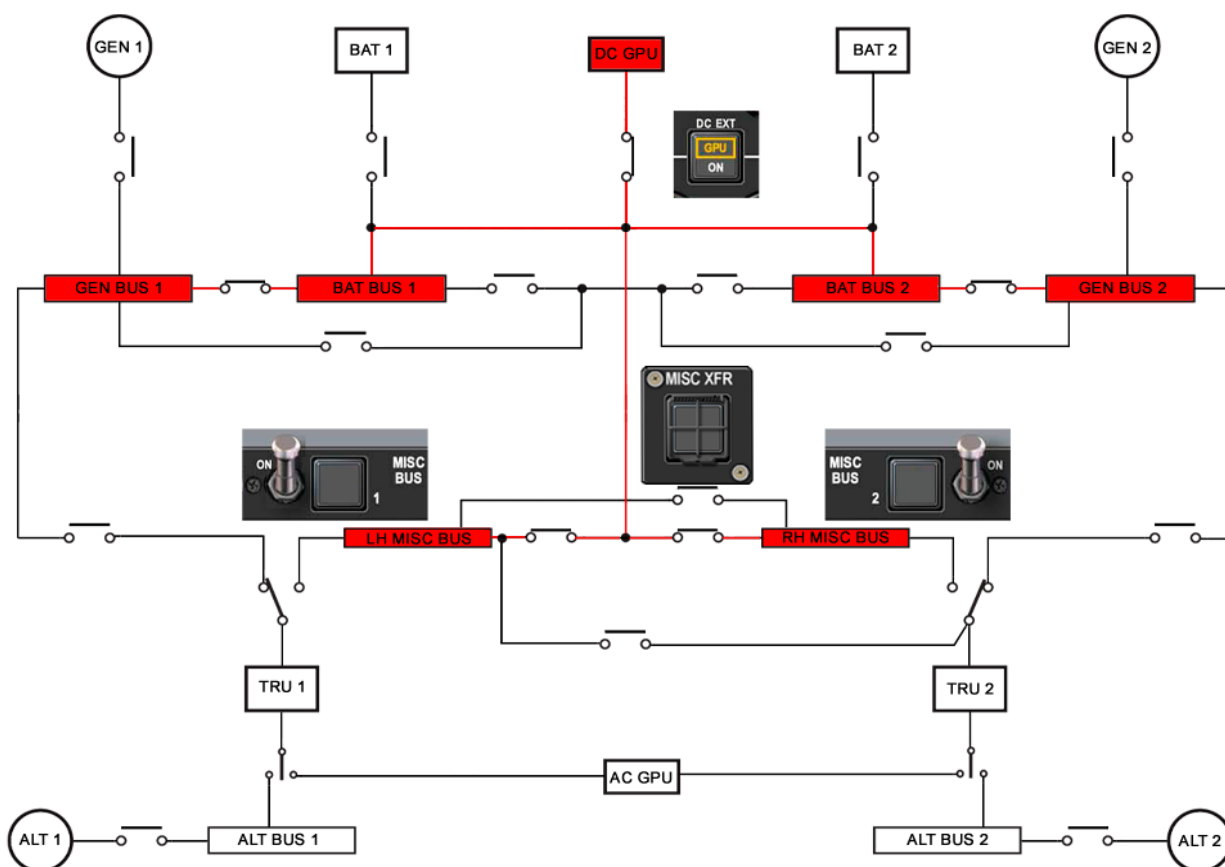 GEN 1
BAT 1
DC GPU
BAT 2
GEN 2
DC EXT
GPU
ON
GEN BUS 1
BAT BUS 1
BAT BUS 2
GEN BUS 2
MISC XFR
ON
MISC
BUS
1
MISC
BUS
2
ON
LH MISC BUS
RH MISC BUS
TRU 1
TRU 2
AC GPU
ALT 1
ALT BUS 1
ALT BUS 2
ALT 2